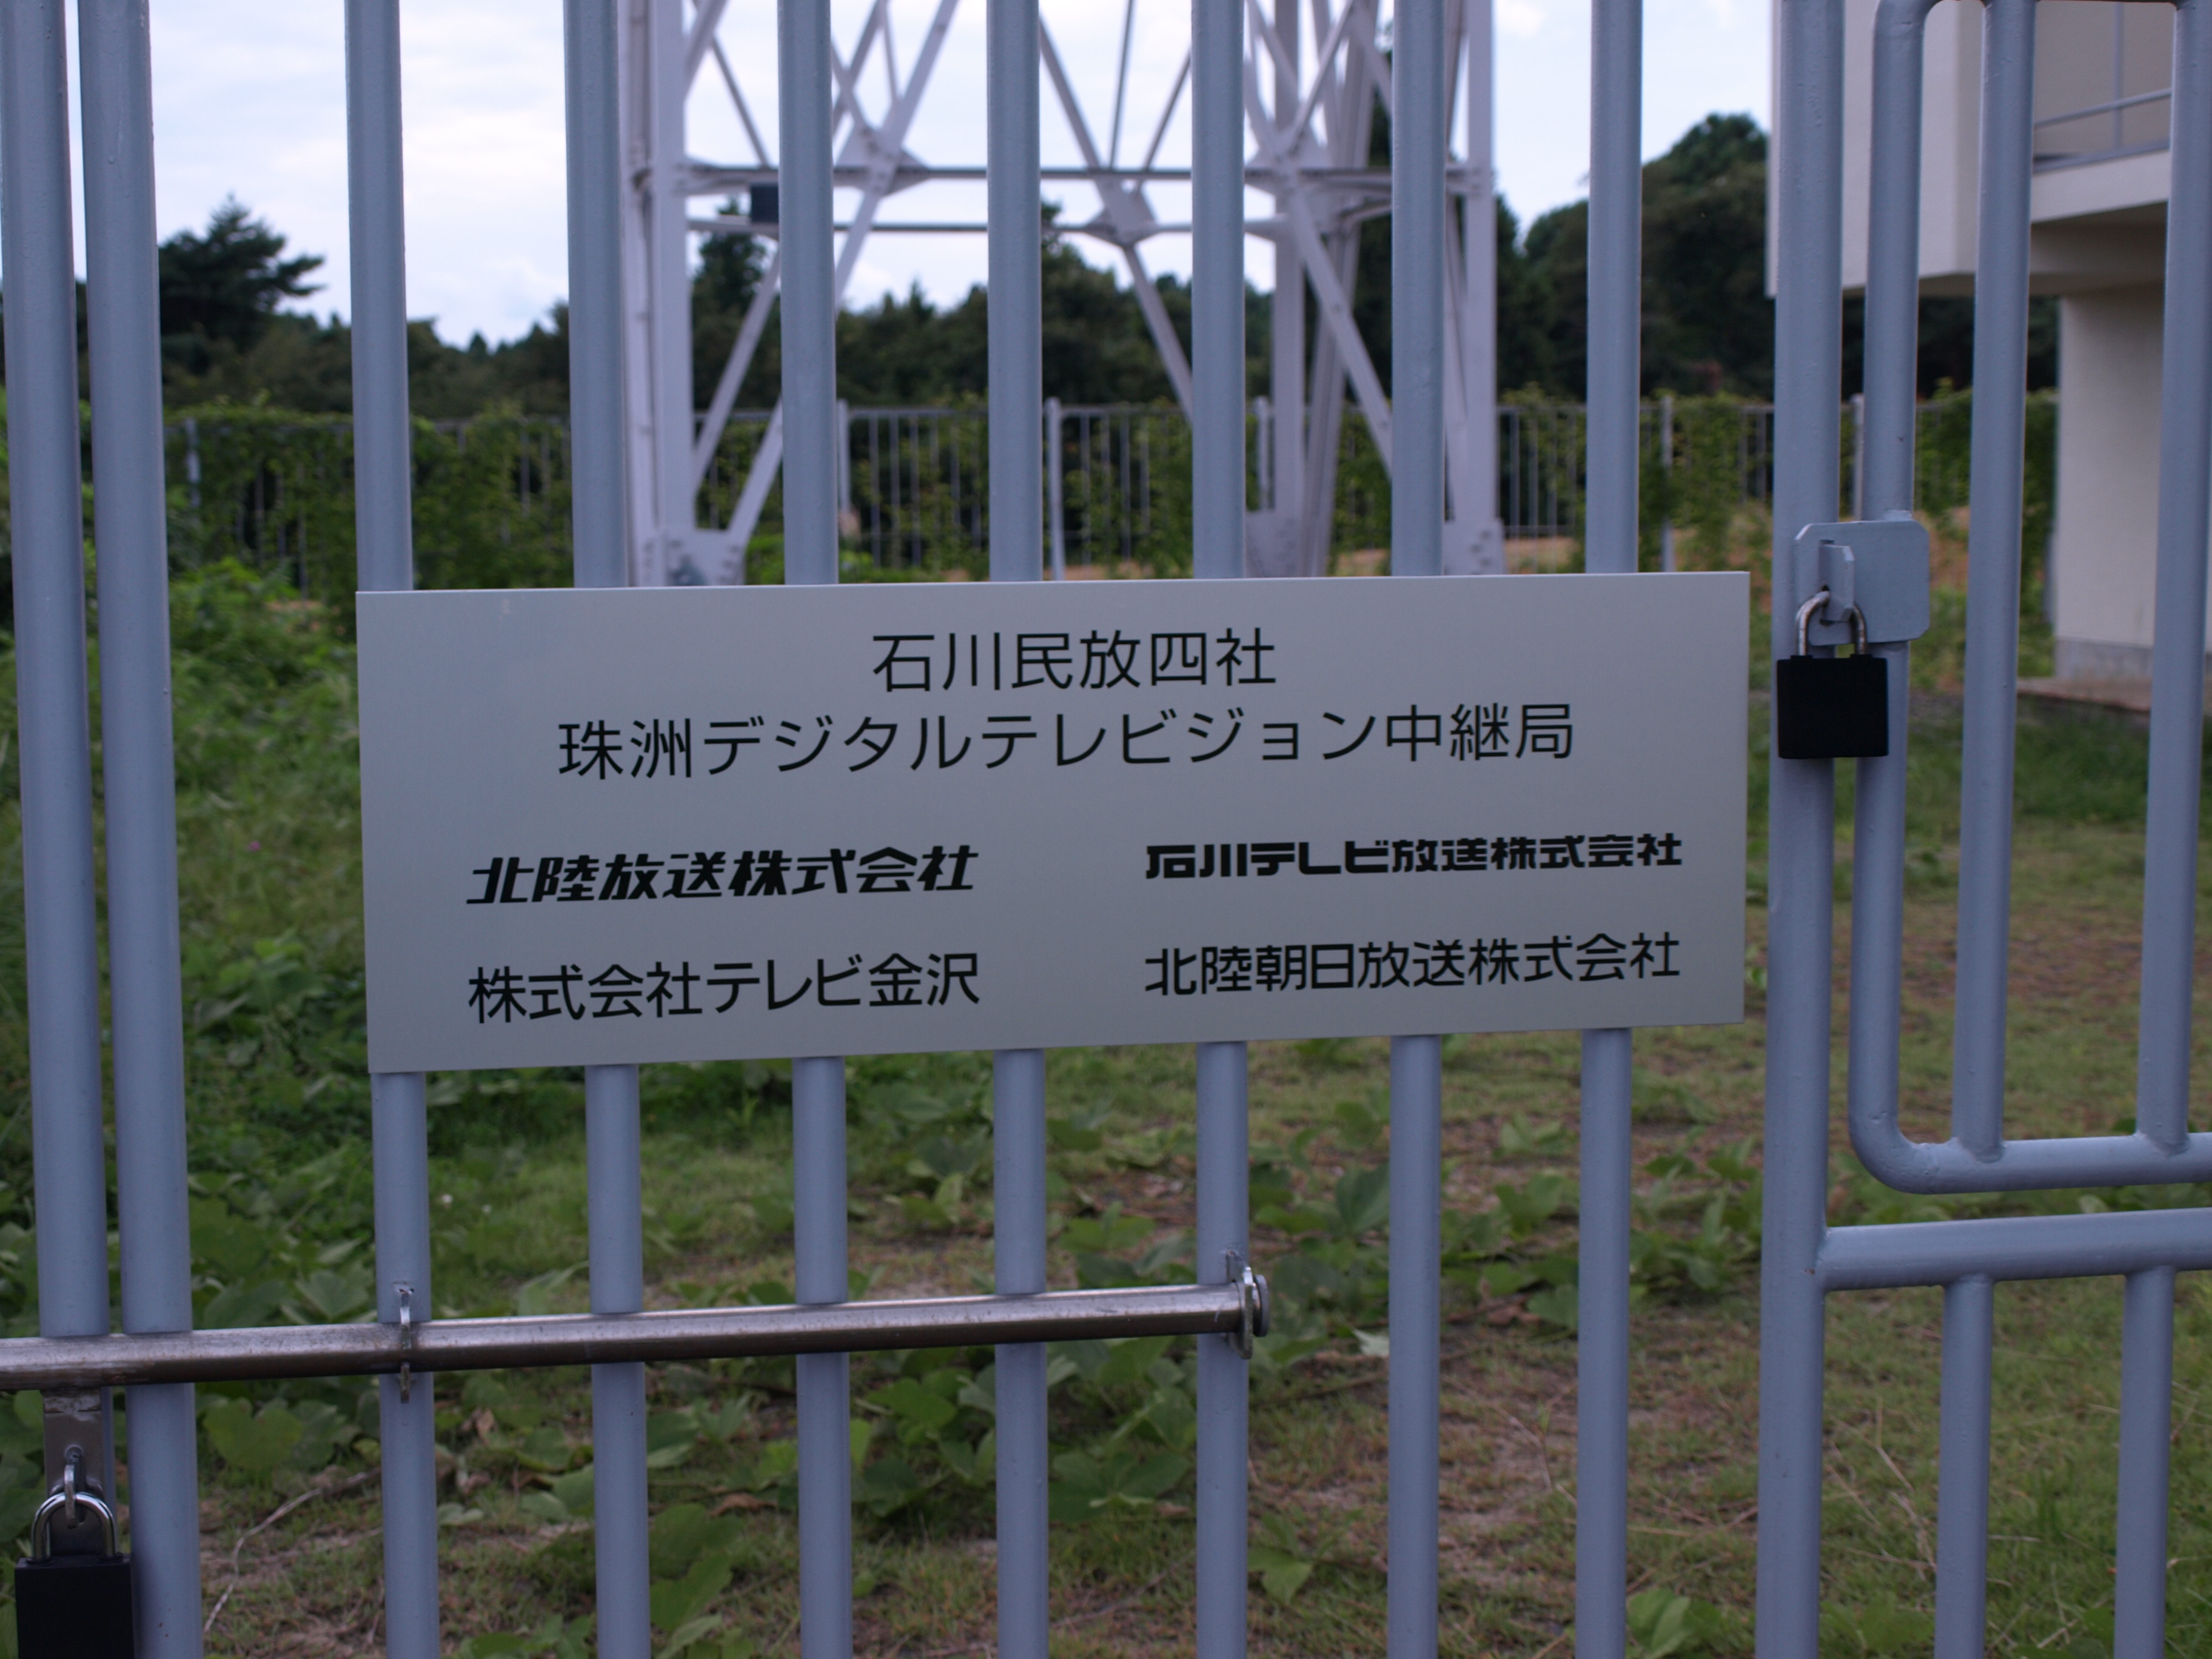 石川民放四社
珠洲デジタルテレビジョン中継局
北陸放送株式会社
石川テレビ放送株式会社
株式会社テレビ金沢
北陸朝日放送株式会社